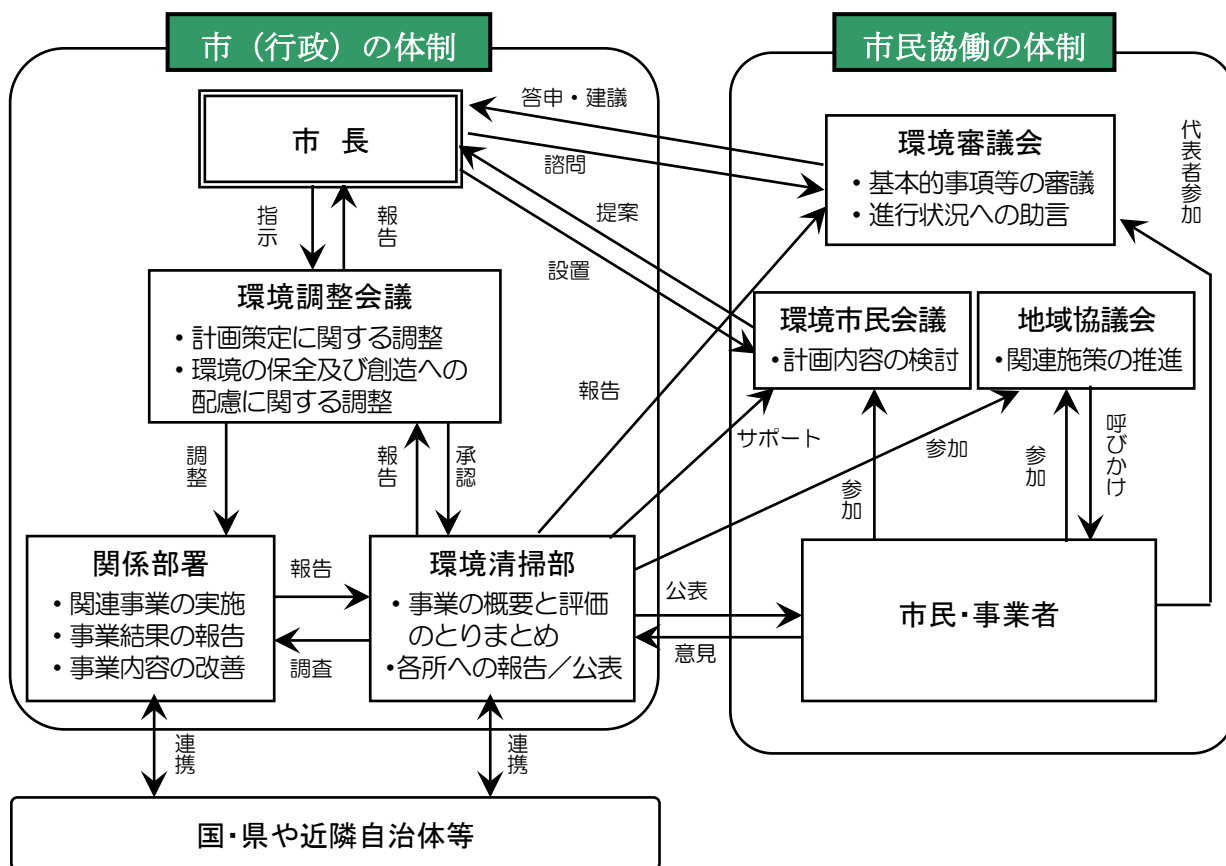 市（行政）の体制
市民協働の体制
市 長
答申・建議
諮問
提案
設置
指示
報告
環境調整会議
・計画策定に関する調整
・環境の保全及び創造への
配慮に関する調整
調整
報告
承認
関係部署
・関連事業の実施
・事業結果の報告
・事業内容の改善
報告
調査
環境清掃部
・事業の概要と評価
のとりまとめ
・各所への報告／公表
報告
サポート
参加
公表
意見
環境審議会
・基本的事項等の審議
・進行状況への助言
代表者参加
環境市民会議
・計画内容の検討
地域協議会
・関連施策の推進
参加
参加
呼びかけ
市民・事業者
連携
連携
国・県や近隣自治体等